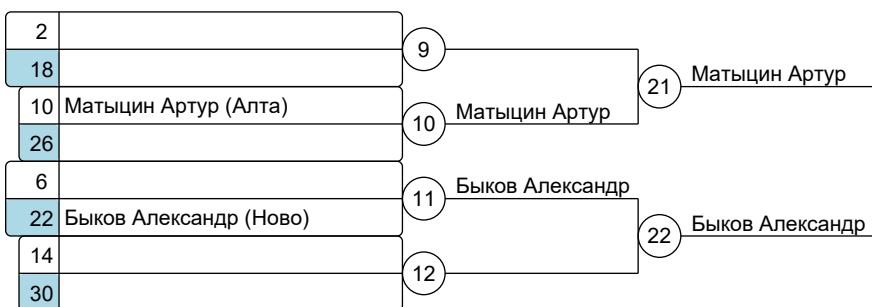 2
9
18
21 Матыцин Артур
10 Матыцин Артур (Алта)
10 Матыцин Артур
26
6
11 Быков Александр
22 Быков Александр (Ново)
22 Быков Александр
14
12
30